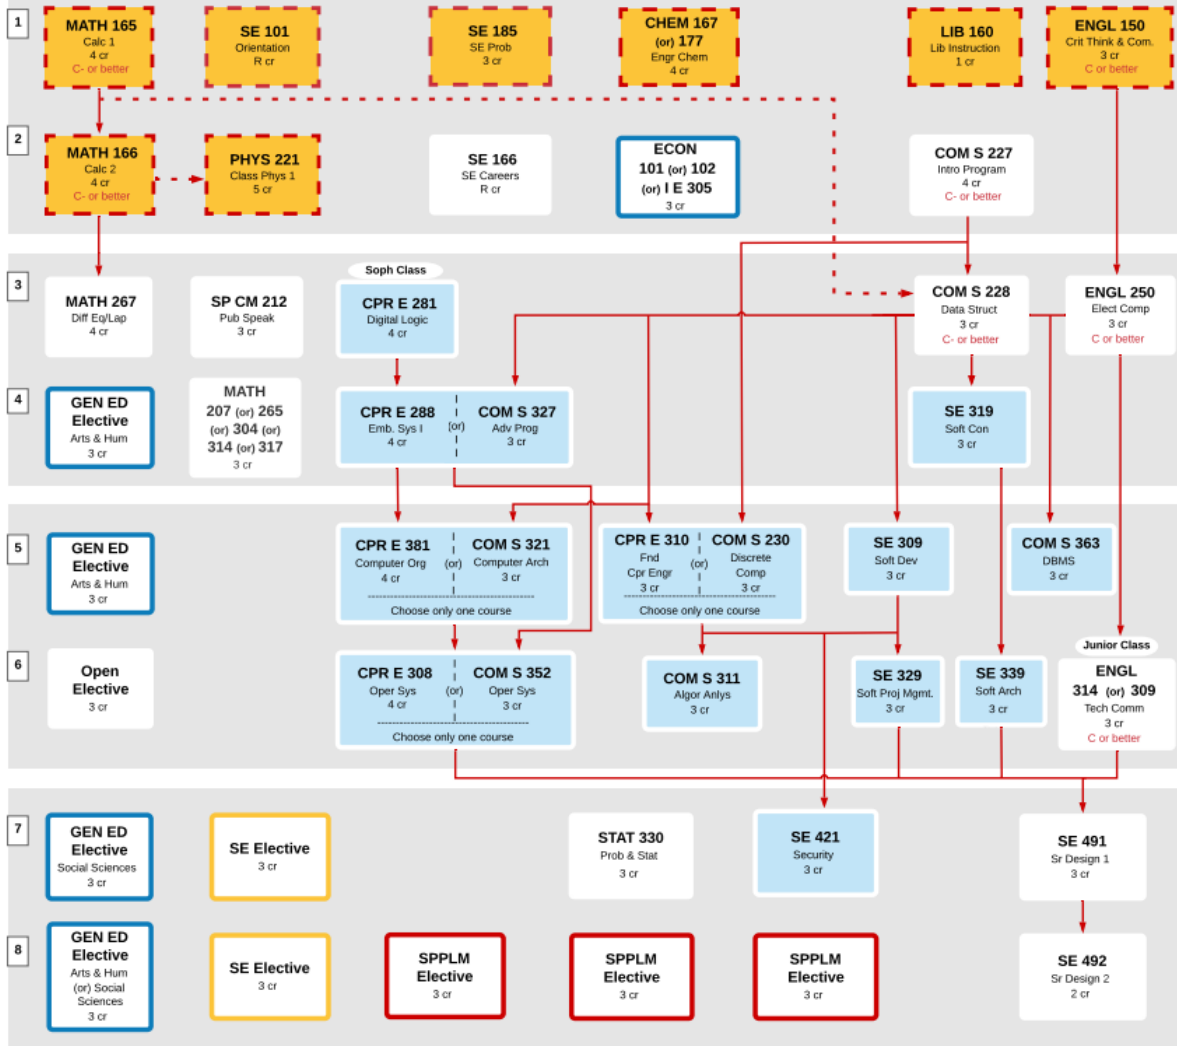 1
MATH 165
Calc 1
4 cr
C- or better
SE 101
Orientation
R cr
SE 185
SE Prob
3 cr
CHEM 167
(or) 177
Engr Chem
4 cr
LIB 160
Lib Instruction
1 cr
ENGL 150
Crit Think & Com.
3 cr
C or better
2
MATH 166
Calc 2
4 cr
C- or better
PHYS 221
Class Phys 1
5 cr
SE 166
SE Careers
R cr
ECON
101 (or) 102
(or) I E 305
3 cr
COM S 227
Intro Program
4 cr
C- or better
3
MATH 267
Diff Eq/Lap
4 cr
SP CM 212
Pub Speak
3 cr
Soph Class
CPR E 281
Digital Logic
4 cr
COM S 228
Data Struct
3 cr
C- or better
ENGL 250
Elect Comp
3 cr
C or better
4
GEN ED
Elective
Arts & Hum
3 cr
MATH
207 (or) 265
(or) 304 (or)
314 (or) 317
3 cr
CPR E 288
Emb. Sys I
4 cr
(or)
COM S 327
Adv Prog
3 cr
SE 319
Soft Con
3 cr
5
GEN ED
Elective
Arts & Hum
3 cr
CPR E 381
Computer Org
4 cr
(or)
COM S 321
Computer Arch
3 cr
Choose only one course
CPR E 310
Fnd
Cpr Engr
3 cr
(or)
COM S 230
Discrete
Comp
3 cr
Choose only one course
SE 309
Soft Dev
3 cr
COM S 363
DBMS
3 cr
6
Open
Elective
3 cr
CPR E 308
Oper Sys
4 cr
(or)
COM S 352
Oper Sys
3 cr
Choose only one course
COM S 311
Algor Anlys
3 cr
SE 329
Soft Proj Mgmt.
3 cr
SE 339
Soft Arch
3 cr
Junior Class
ENGL
314 (or) 309
Tech Comm
3 cr
C or better
7
GEN ED
Elective
Social Sciences
3 cr
SE Elective
3 cr
STAT 330
Prob & Stat
3 cr
SE 421
Security
3 cr
SE 491
Sr Design 1
3 cr
8
GEN ED
Elective
Arts & Hum
(or) Social
Sciences
3 cr
SE Elective
3 cr
SPPLM
Elective
3 cr
SPPLM
Elective
3 cr
SPPLM
Elective
3 cr
SE 492
Sr Design 2
2 cr